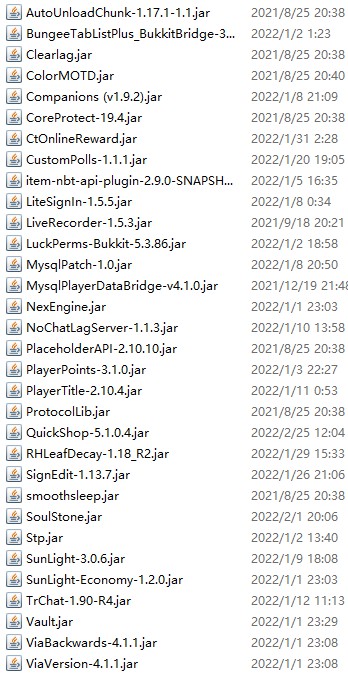 AutoUnloadChunk-1.17.1-1.1.jar 2021/8/25 20:38
BungeeTabListPlus_BukkitBridge-3... 2022/1/2 1:23
Clearlag.jar 2021/8/25 20:38
ColorMOTD.jar 2021/8/25 20:40
Companions (v1.9.2).jar 2022/1/8 21:09
CoreProtect-19.4.jar 2021/8/25 20:38
CtOnlineReward.jar 2022/1/31 2:28
CustomPolls-1.1.1.jar 2022/1/20 19:05
item-nbt-api-plugin-2.9.0-SNAPSH... 2022/1/5 16:35
LiteSignIn-1.5.5.jar 2022/1/8 0:34
LiveRecorder-1.5.3.jar 2021/9/18 20:21
LuckPerms-Bukkit-5.3.86.jar 2022/1/2 18:58
MysqlPatch-1.0.jar 2022/1/8 20:50
MysqlPlayerDataBridge-v4.1.0.jar 2021/12/19 21:48
NexEngine.jar 2022/1/1 23:03
NoChatLagServer-1.1.3.jar 2022/1/10 13:58
PlaceholderAPI-2.10.10.jar 2021/8/25 20:38
PlayerPoints-3.1.0.jar 2022/1/3 22:27
PlayerTitle-2.10.4.jar 2022/1/11 0:53
ProtocolLib.jar 2021/8/25 20:38
QuickShop-5.1.0.4.jar 2022/2/25 12:04
RHLeafDecay-1.18_R2.jar 2022/1/29 15:33
SignEdit-1.13.7.jar 2022/1/26 21:06
smoothsleep.jar 2021/8/25 20:38
SoulStone.jar 2022/2/1 20:06
Stp.jar 2022/1/2 13:40
SunLight-3.0.6.jar 2022/1/9 18:08
SunLight-Economy-1.2.0.jar 2022/1/1 23:03
TrChat-1.90-R4.jar 2022/1/12 11:13
Vault.jar 2022/1/1 23:29
ViaBackwards-4.1.1.jar 2022/1/1 23:08
ViaVersion-4.1.1.jar 2022/1/1 23:08